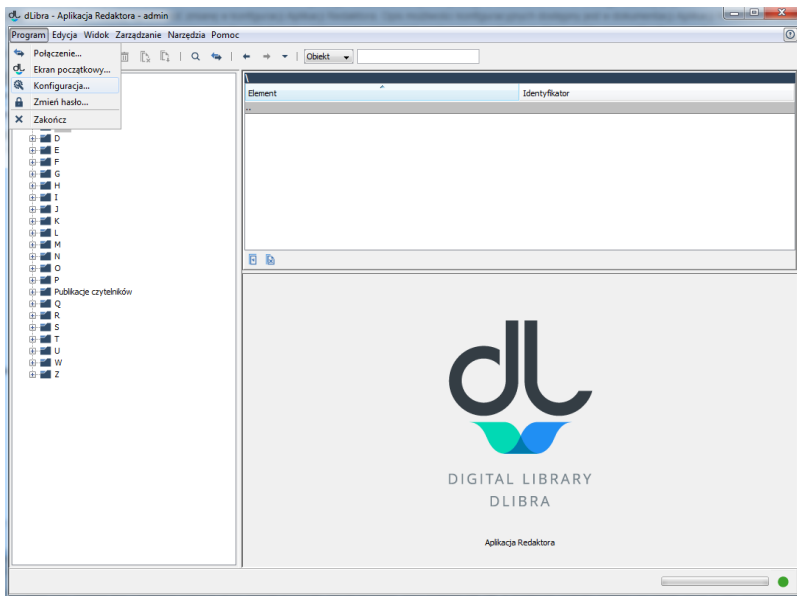 dLibra - Aplikacja Redaktora - admin
Program Edycja Widok Zarządzanie Narzędzia Pomoc
Połączenie...
Ekran początkowy...
Konfiguracja...
Zmień hasło...
Zakończ
Obiekt
\
Element Identyfikator
..
D
E
F
G
H
I
J
K
L
M
N
O
P
Publikacje czytelników
Q
R
S
T
U
W
Z
dL
DIGITAL LIBRARY
DLIBRA
Aplikacja Redaktora